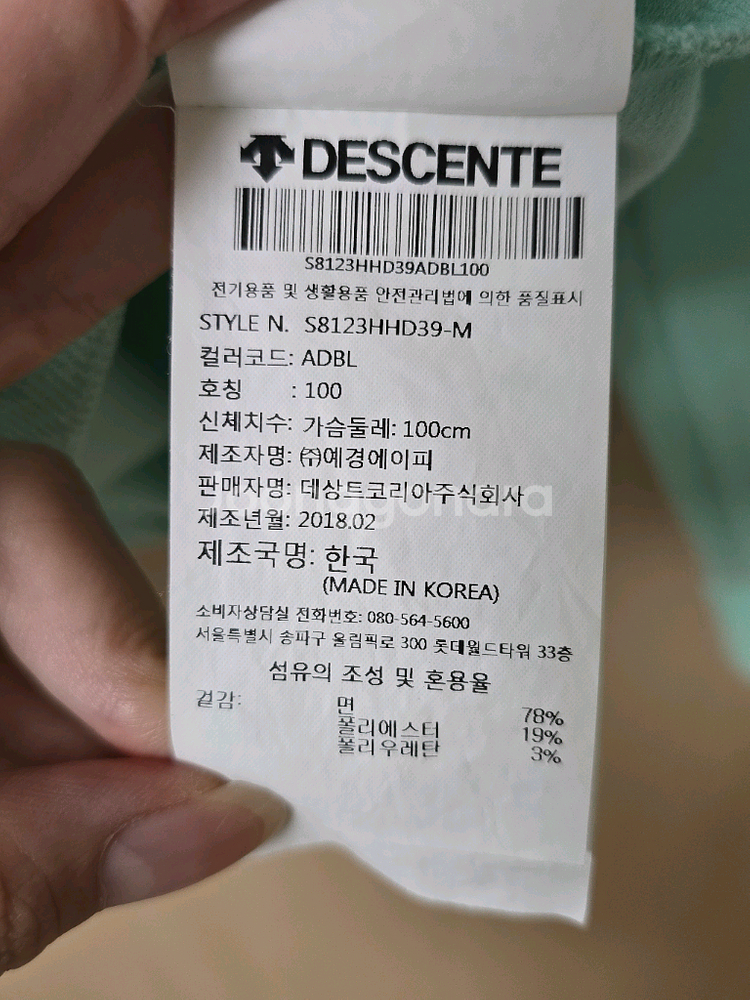 DESCENTE
S8123HHD39ADBL100
전기용품 및 생활용품 안전관리법에 의한 품질표시
STYLE N. S8123HHD39-M
컬러코드: ADBL
호칭 : 100
신체치수: 가슴둘레: 100cm
제조자명: ㈜예경에이피
판매자명: 데상트코리아주식회사
제조년월: 2018.02
제조국명: 한국
(MADE IN KOREA)
소비자상담실 전화번호: 080-564-5600
서울특별시 송파구 올림픽로 300 롯데월드타워 33층
섬유의 조성 및 혼용율
겉감: 면 78%
폴리에스터 19%
폴리우레탄 3%